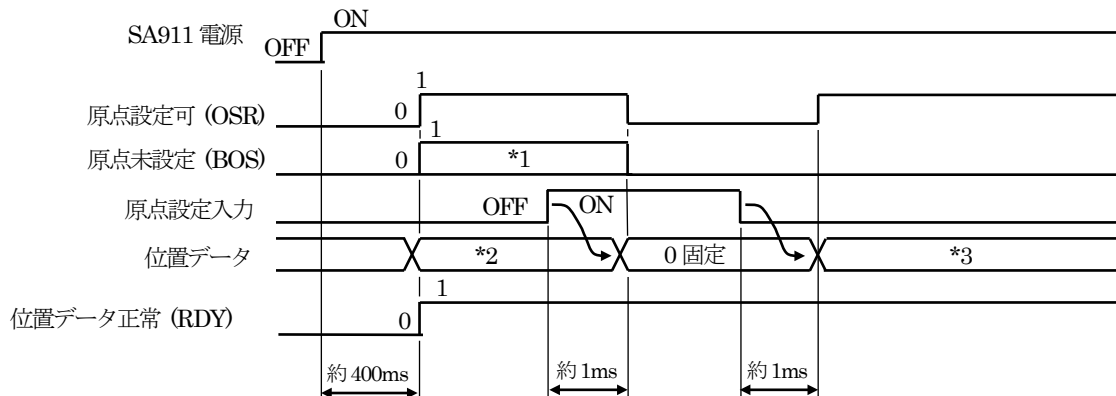 ON
SA911 電源
OFF
1
原点設定可 (OSR)
0
1
原点未設定 (BOS)
0
*1
原点設定入力
OFF
ON
位置データ
*2
0 固定
*3
1
位置データ正常 (RDY)
0
約 400ms
約 1ms
約 1ms